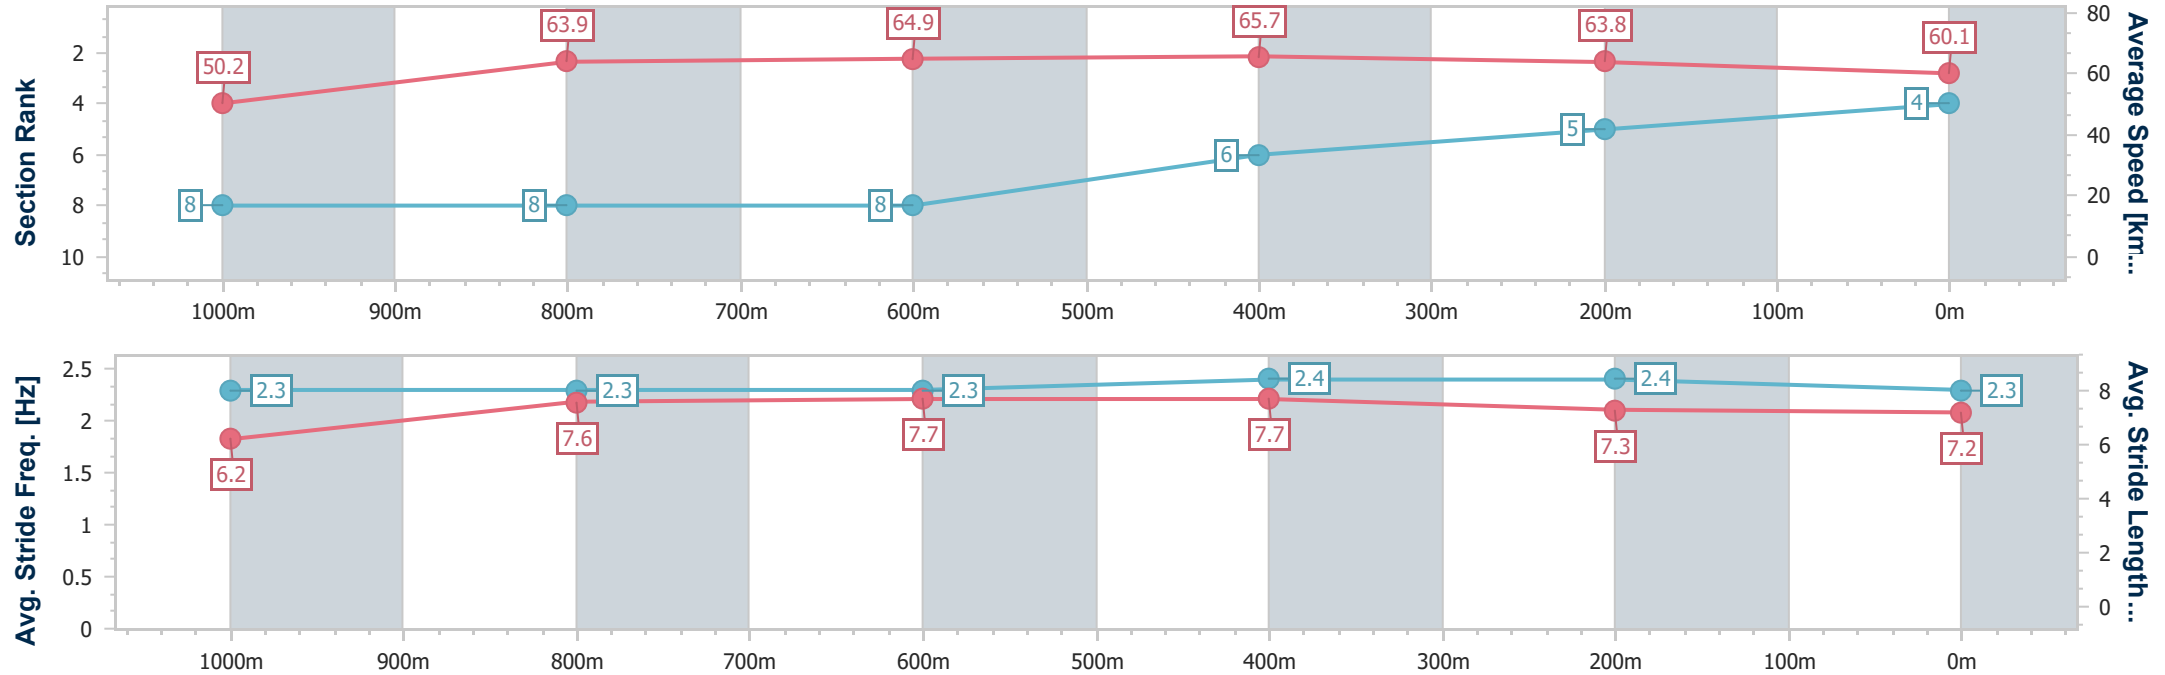 Section Rank
2
4
6
8
10
50.2
63.9
64.9
65.7
63.8
60.1
8
8
8
6
5
4
80
60
40
20
0
Average Speed [km...
1000m
900m
800m
700m
600m
500m
400m
300m
200m
100m
0m
Avg. Stride Freq. [Hz]
2.5
2
1.5
1
0.5
0
2.3
2.3
2.3
2.4
2.4
2.3
6.2
7.6
7.7
7.7
7.3
7.2
8
6
4
2
0
Avg. Stride Length...
1000m
900m
800m
700m
600m
500m
400m
300m
200m
100m
0m